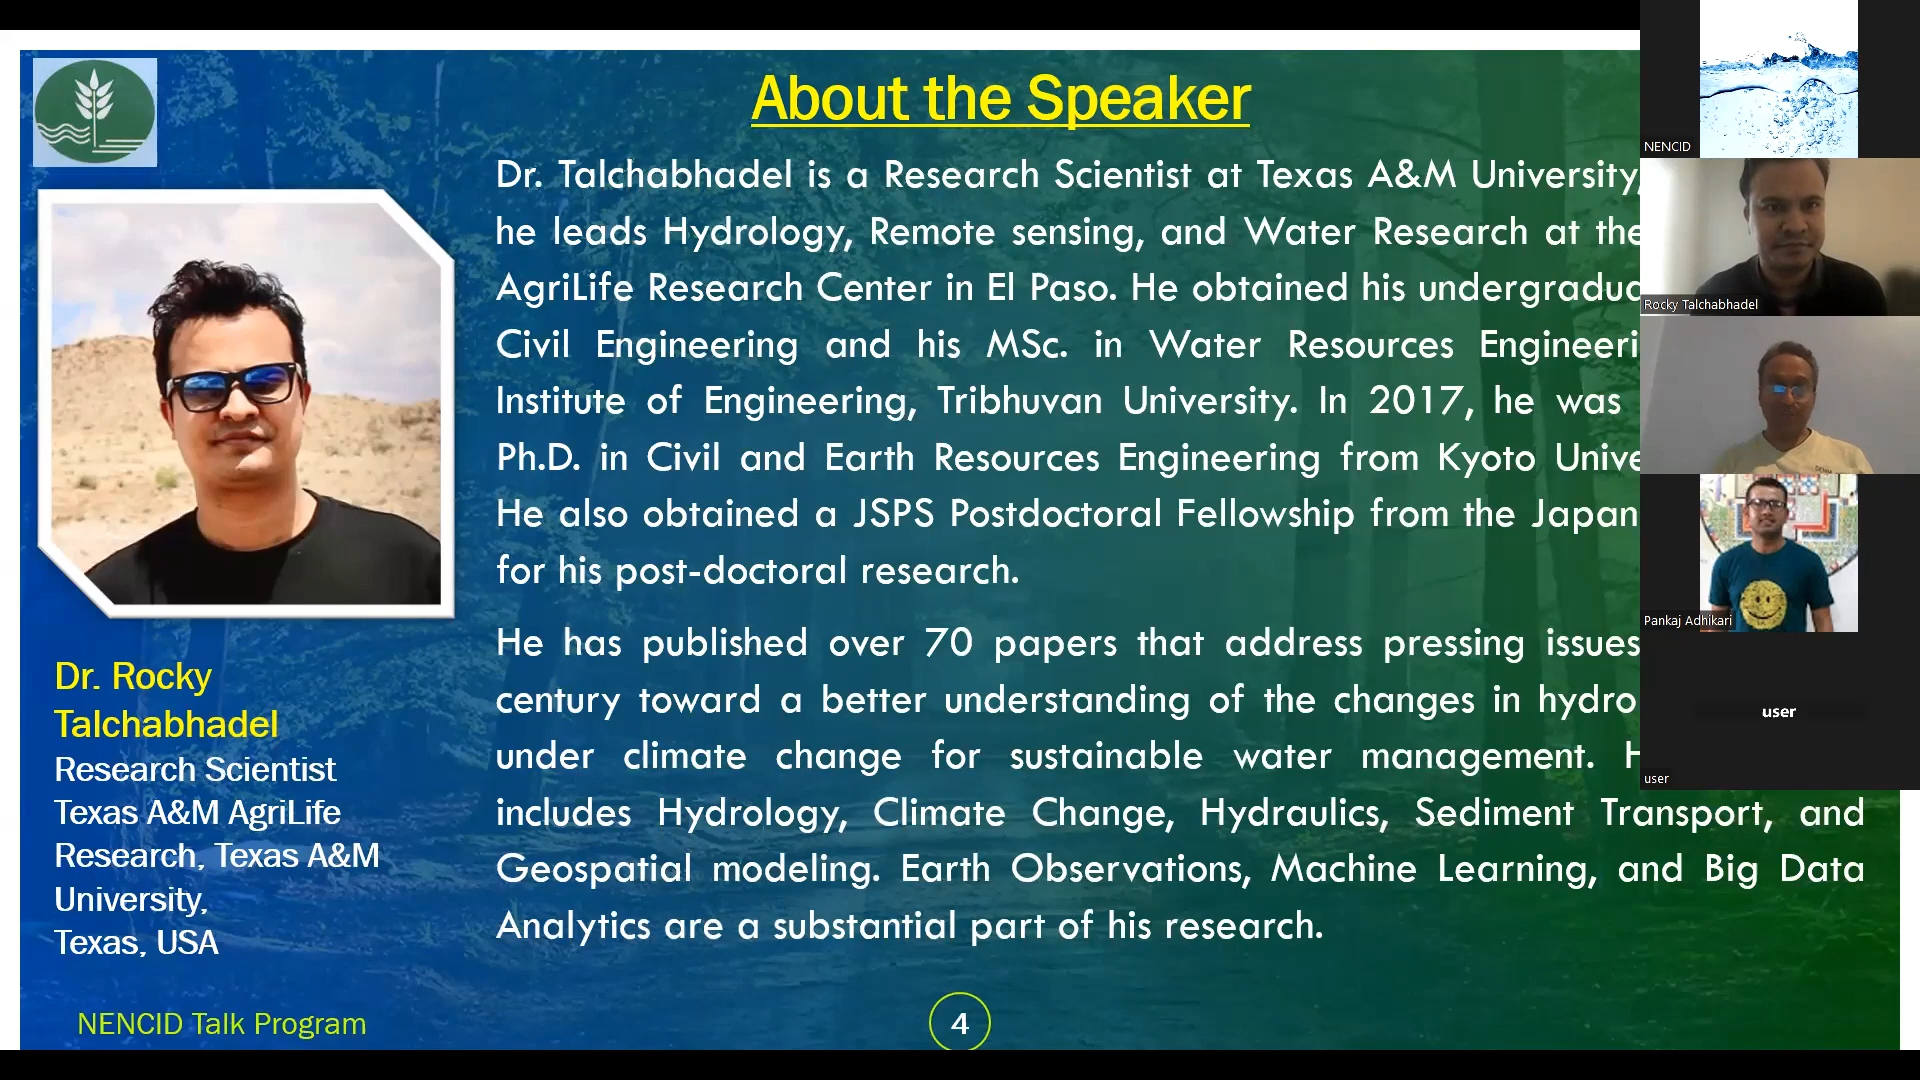 About the Speaker
Dr. Talchabhadel is a Research Scientist at Texas A&M University,
he leads Hydrology, Remote sensing, and Water Research at the
AgriLife Research Center in El Paso. He obtained his
Civil Engineering and his MSc. in Water Resources
Institute of Engineering, Tribhuvan University. In 2017, he was
Ph.D. in Civil and Earth Resources Engineering from Kyoto
He also obtained a JSPS Postdoctoral Fellowship from the Japan
for his post-doctoral research.
He has published over 70 papers that address pressing issues
century toward a better understanding of the changes in hydro
under climate change for sustainable water management.
includes Hydrology, Climate Change, Hydraulics, Sediment Transport, and
Geospatial modeling. Earth Observations, Machine Learning, and Big Data
Analytics are a substantial part of his research.
Dr. Rocky
Talchabhadel
Research Scientist
Texas A&M AgriLife
Research, Texas A&M
University,
Texas, USA
NENCID Talk Program
4
NENCID
Rocky Talchabhadel
Pankaj Adhikari
user
user